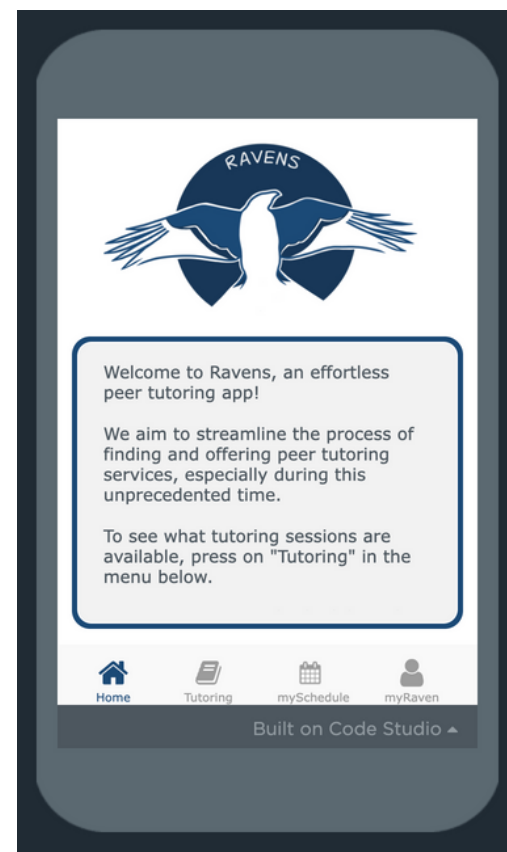 RAVENS
Welcome to Ravens, an effortless
peer tutoring app!
We aim to streamline the process of
finding and offering peer tutoring
services, especially during this
unprecedented time.
To see what tutoring sessions are
available, press on "Tutoring" in the
menu below.
Home Tutoring mySchedule myRaven
Built on Code Studio